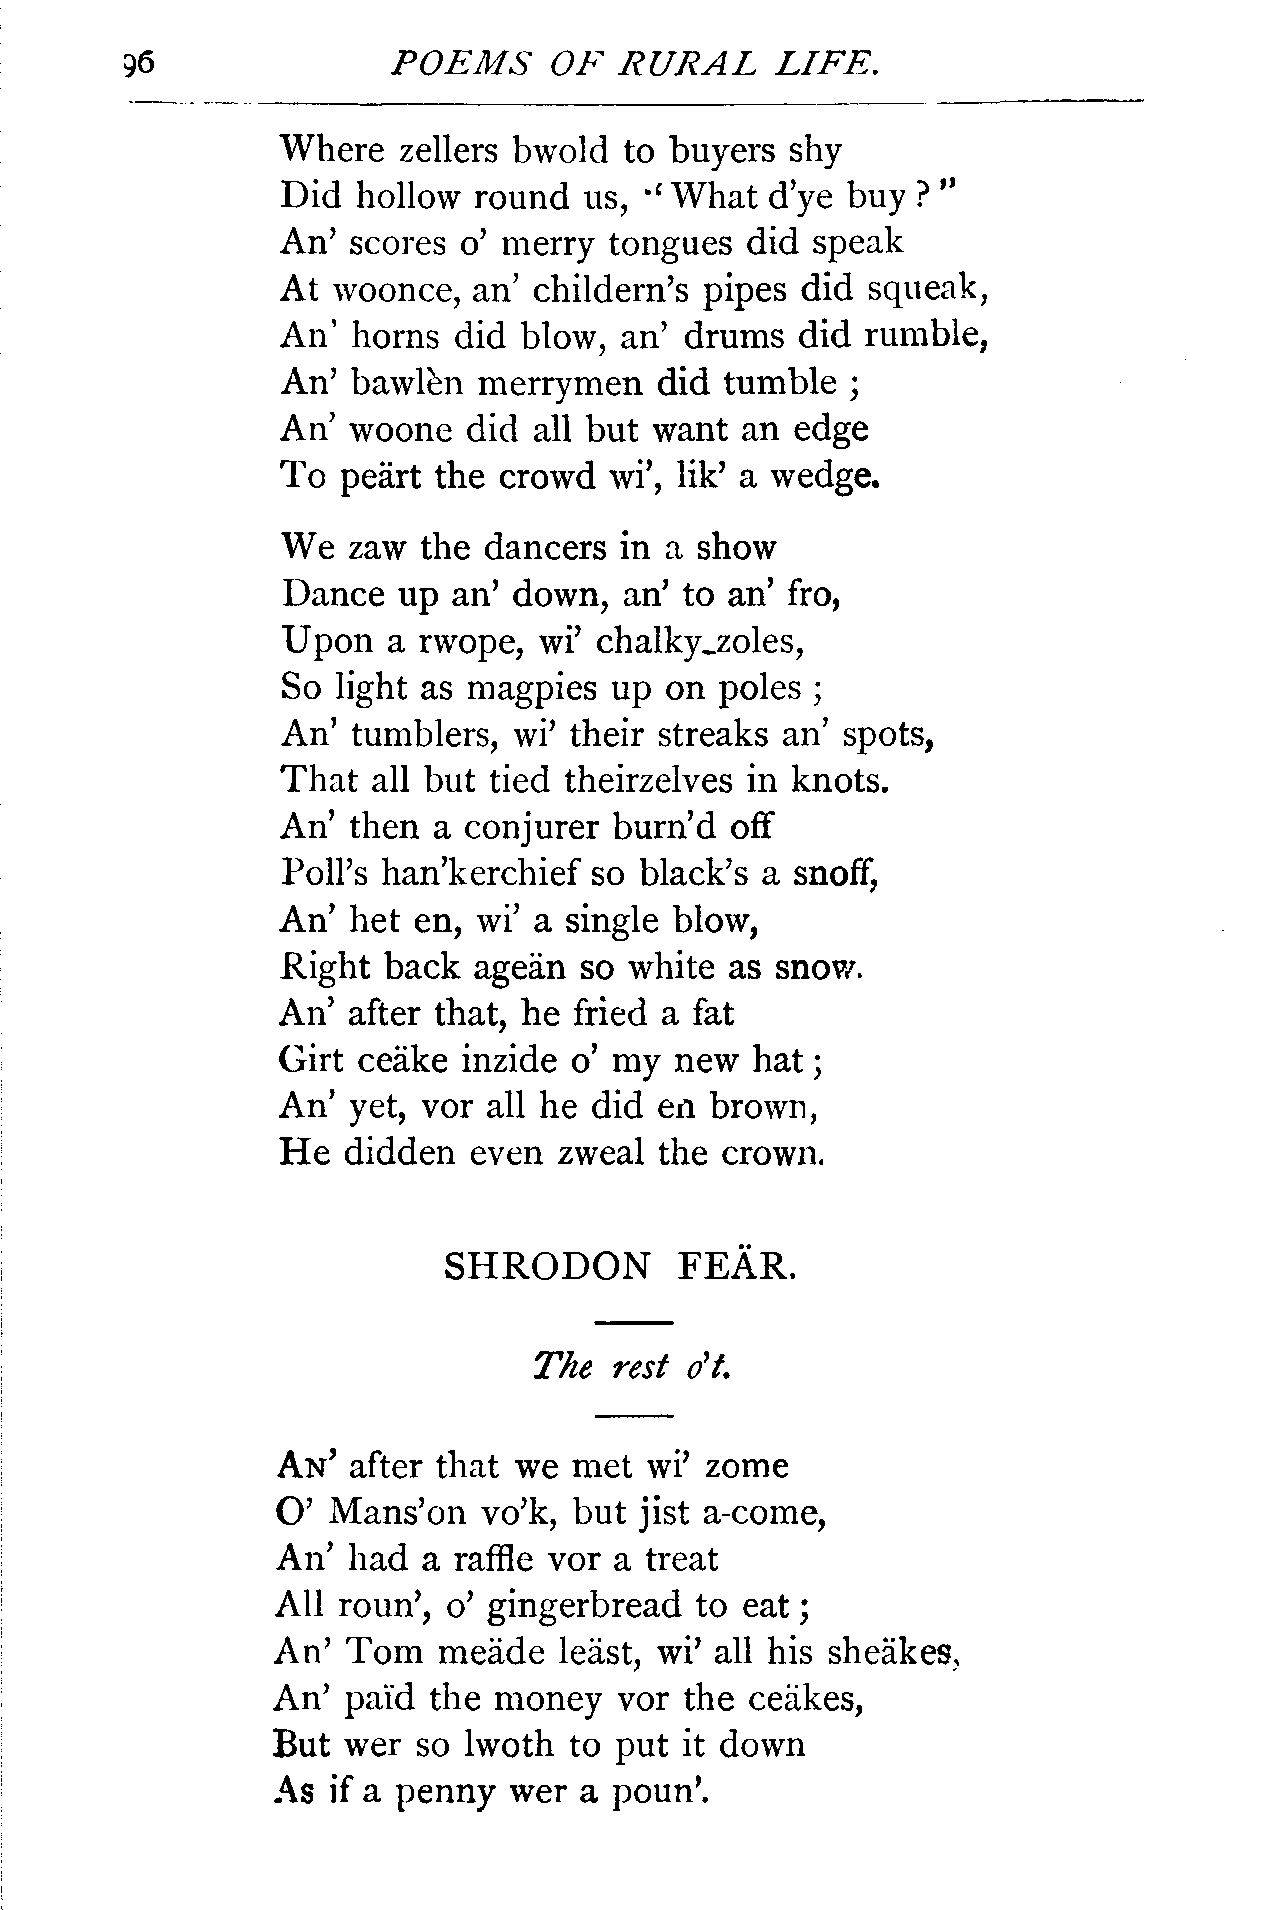 96 POEMS OF RURAL LIFE.
Where zellers bwold to buyers shy
Did hollow round us, "What d'ye buy?"
An' scores o' merry tongues did speak
At woonce, an' childern's pipes did squeak,
An' horns did blow, an' drums did rumble,
An' bawlèn merrymen did tumble;
An' woone did all but want an edge
To peärt the crowd wi', lik' a wedge.
We zaw the dancers in a show
Dance up an' down, an' to an' fro,
Upon a rwope, wi' chalky zoles,
So light as magpies up on poles;
An' tumblers, wi' their streaks an' spots,
That all but tied theirzelves in knots.
An' then a conjurer burn'd off
Poll's han'kerchief so black's a snoff,
An' het en, wi' a single blow,
Right back ageän so white as snow.
An' after that, he fried a fat
Girt ceäke inzide o' my new hat;
An' yet, vor all he did en brown,
He didden even zweal the crown.
SHRODON FEÄR.
The rest o't.
AN' after that we met wi' zome
O' Mans'on vo'k, but jist a-come,
An' had a raffle vor a treat
All roun', o' gingerbread to eat;
An' Tom meäde leäst, wi' all his sheäkes,
An' païd the money vor the ceäkes,
But wer so lwoth to put it down
As if a penny wer a poun'.